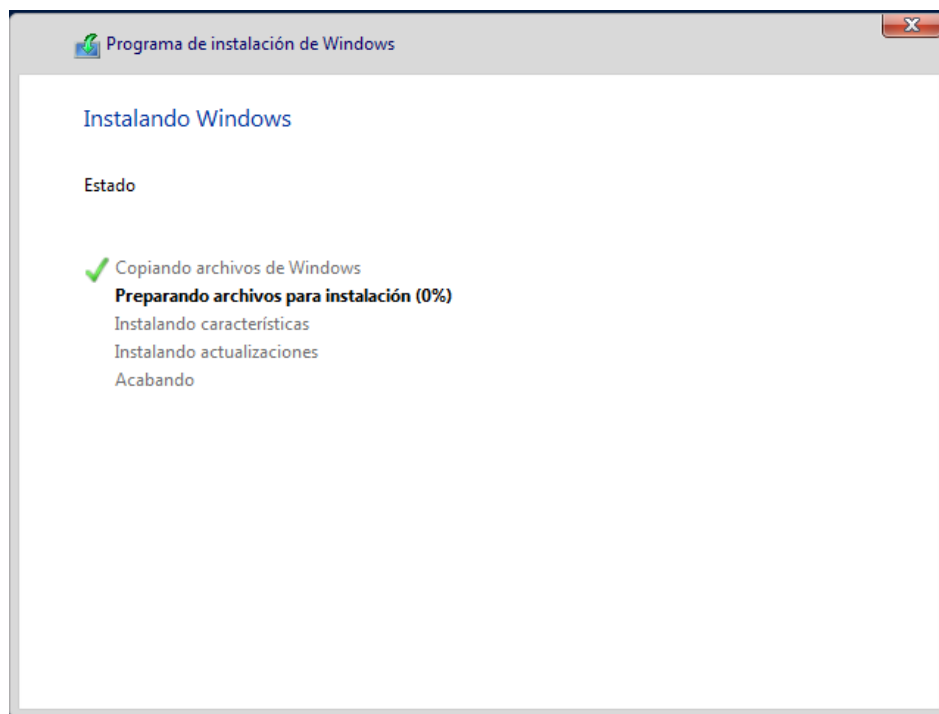 Programa de instalación de Windows
Instalando Windows
Estado
Copiando archivos de Windows
Preparando archivos para instalación (0%)
Instalando características
Instalando actualizaciones
Acabando